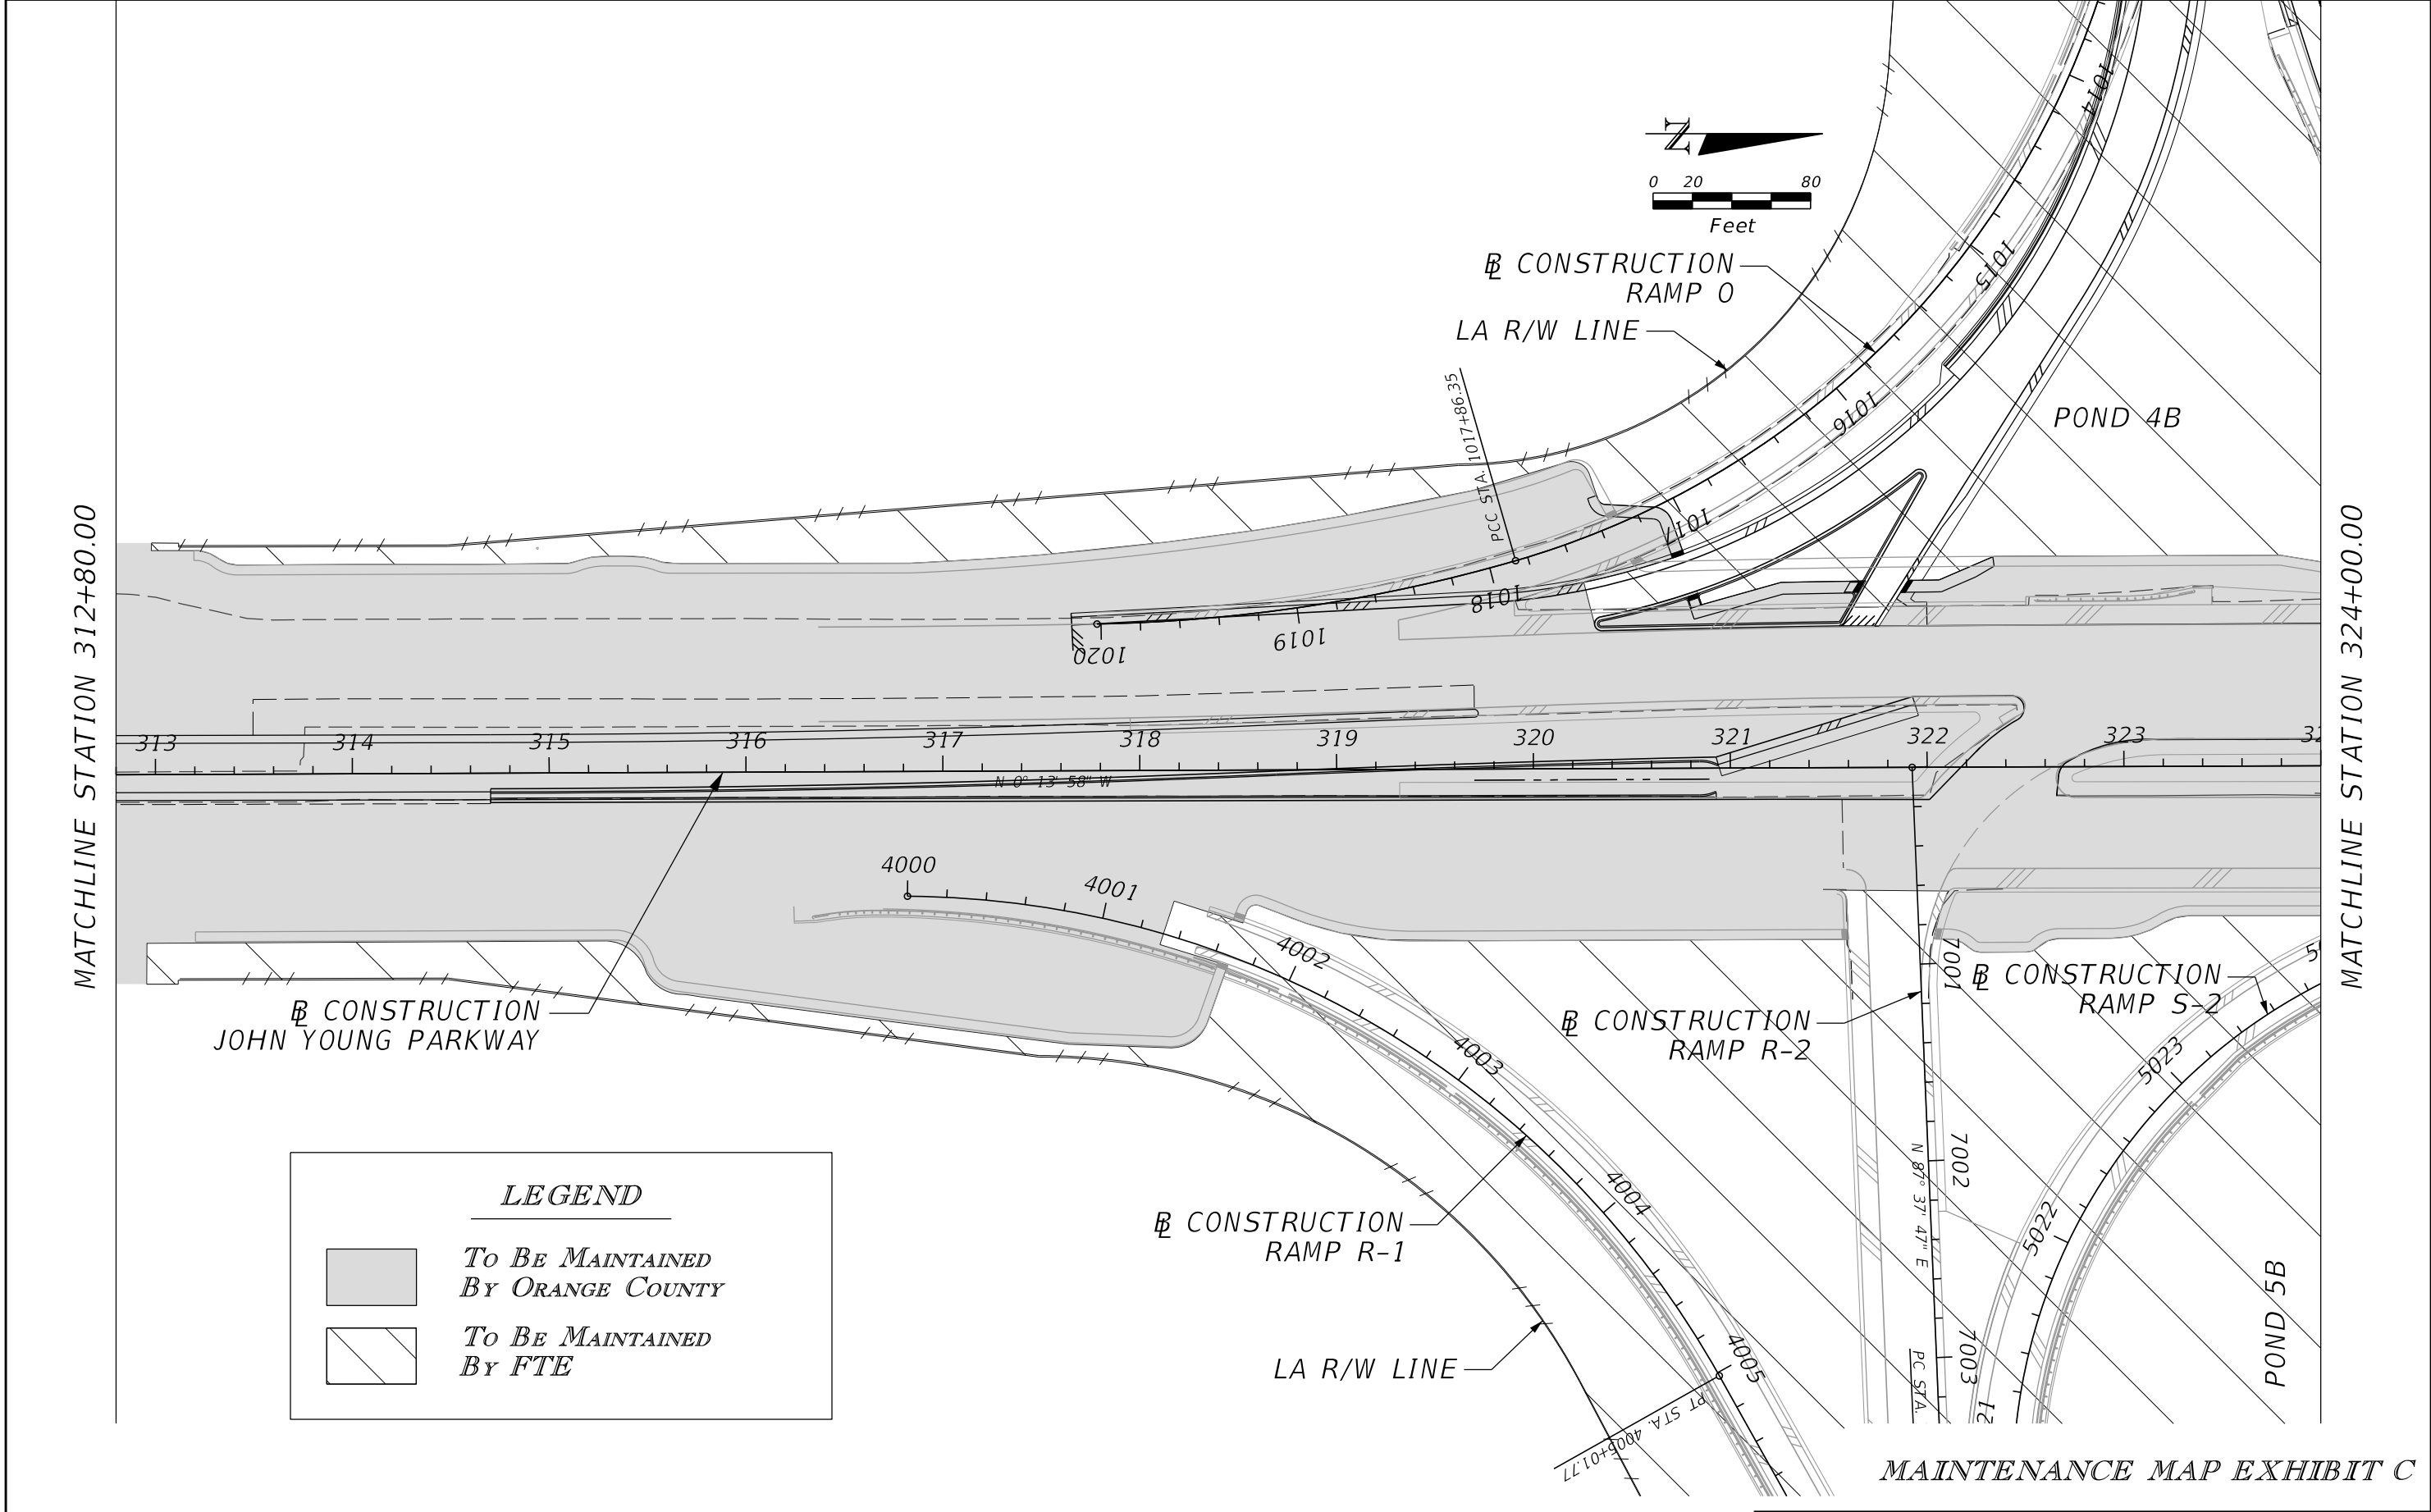 N
0 20 80
Feet
℄ CONSTRUCTION
RAMP O
LA R/W LINE
PCC STA. 1017+86.35
1014
1015
1016
1017
1018
1019
1020
POND 4B
MATCHLINE STATION 312+80.00
MATCHLINE STATION 324+00.00
313 314 315 316 317 318 319 320 321 322 323
N 0° 13' 58" W
4000
4001
4002
4003
4004
4005
PT STA. 4005+01.77
℄ CONSTRUCTION
JOHN YOUNG PARKWAY
℄ CONSTRUCTION
RAMP R-1
LA R/W LINE
℄ CONSTRUCTION
RAMP R-2
7001
7002
7003
N 87° 37' 47" E
PC STA.
℄ CONSTRUCTION
RAMP S-2
5023
5022
21
POND 5B
LEGEND
TO BE MAINTAINED
BY ORANGE COUNTY
TO BE MAINTAINED
BY FTE
MAINTENANCE MAP EXHIBIT C